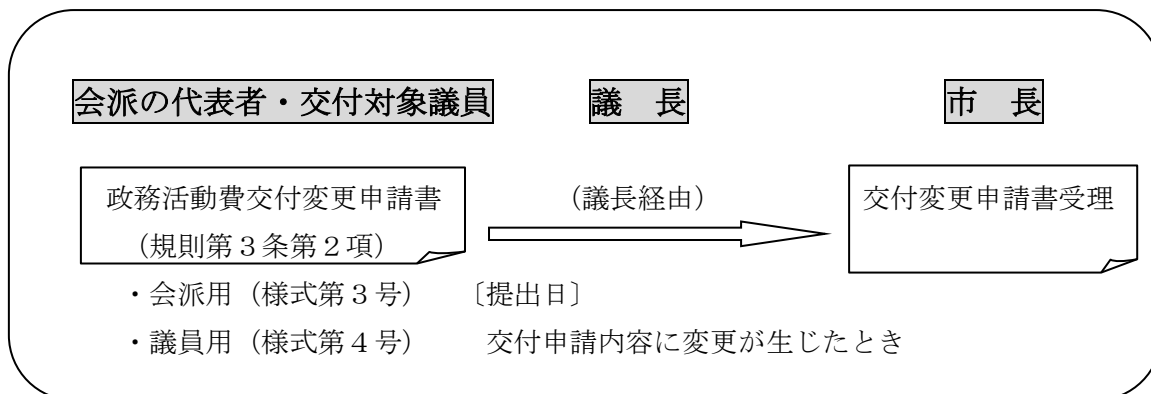 会派の代表者・交付対象議員　議　長　市　長
政務活動費交付変更申請書　（議長経由）　交付変更申請書受理
（規則第３条第２項）
・会派用（様式第３号）　〔提出日〕
・議員用（様式第４号）　交付申請内容に変更が生じたとき